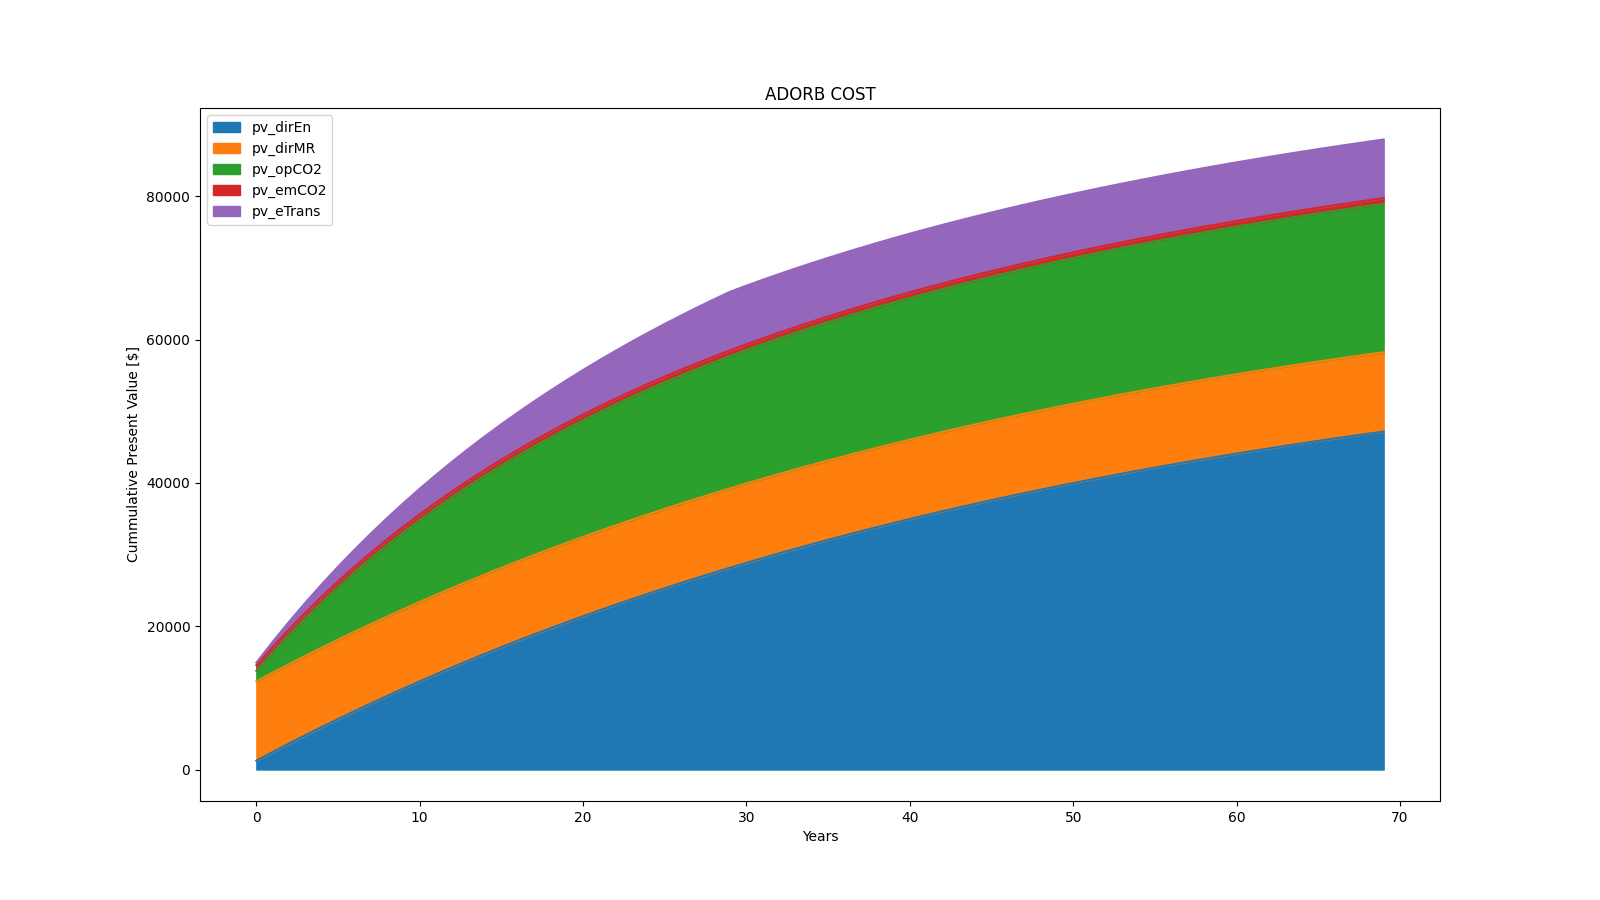 ADORB COST
pv_dirEn
pv_dirMR
pv_opCO2
pv_emCO2
pv_eTrans
Cummulative Present Value [$]
80000
60000
40000
20000
0
0 10 20 30 40 50 60 70
Years